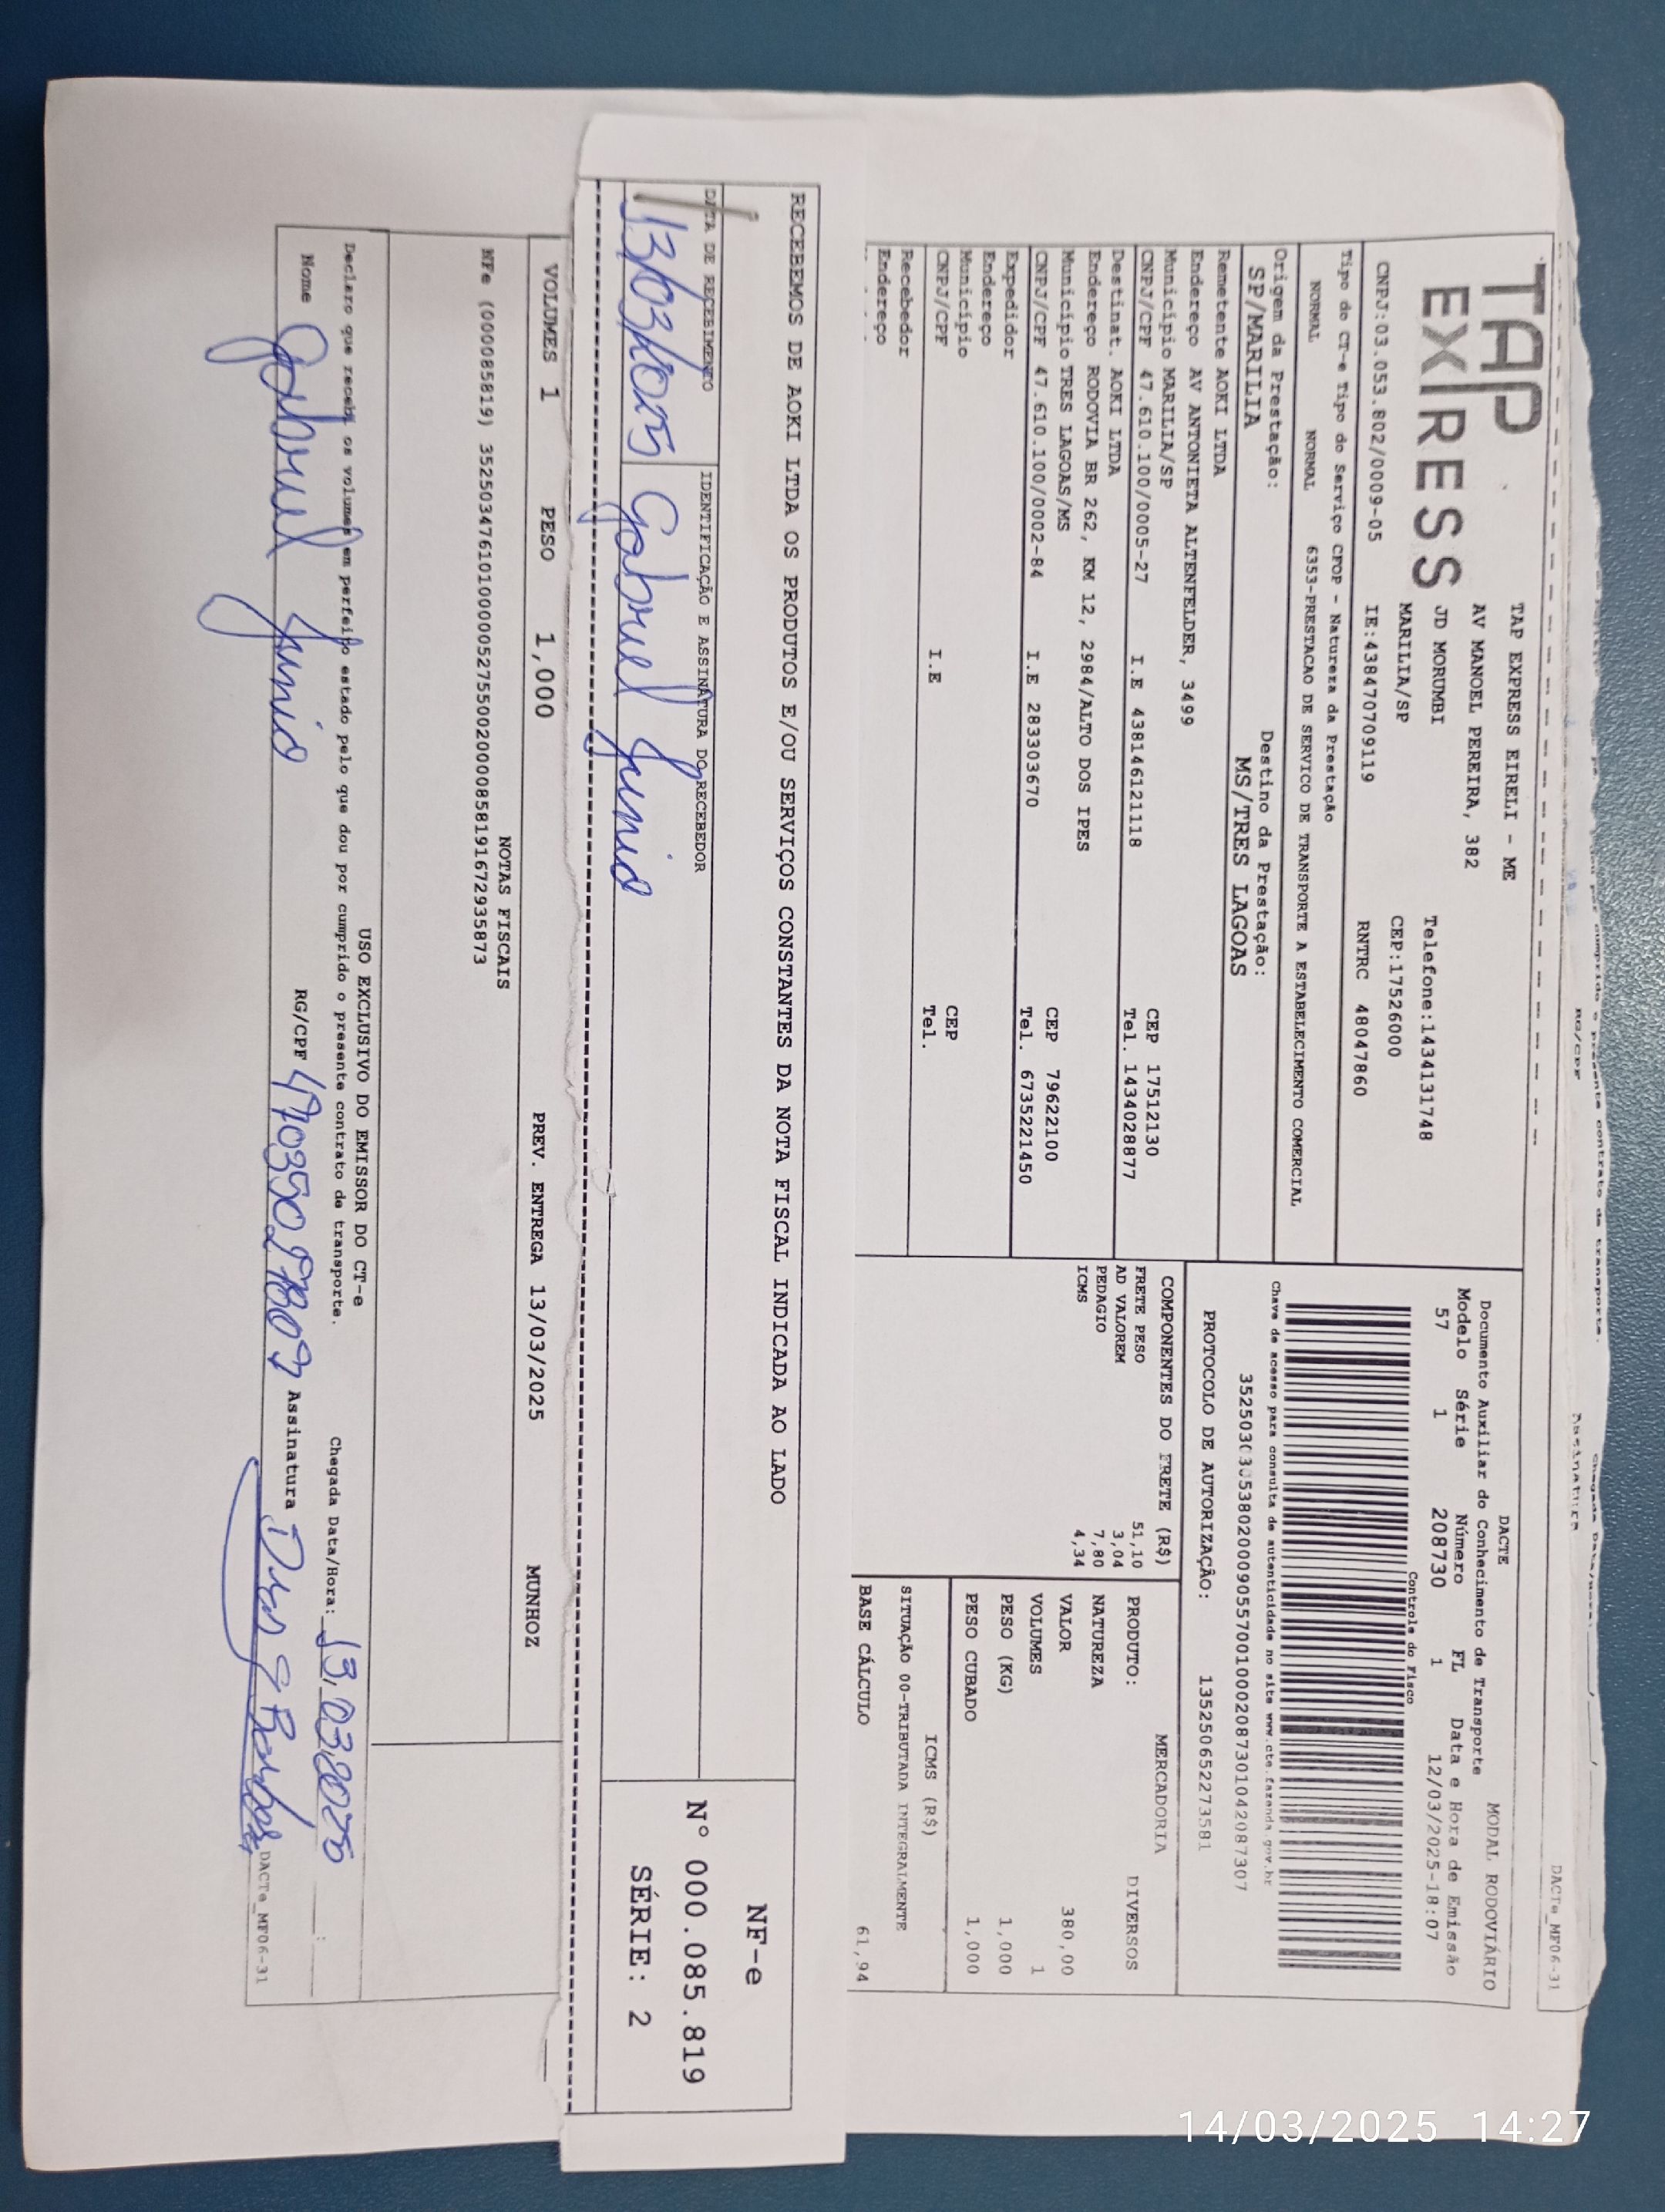 DACTe_MF06-31
TAP
EXPRESS
TAP EXPRESS EIRELI - ME
AV MANOEL PEREIRA, 382
JD MORUMBI
MARILIA/SP
Telefone:1434131748
CEP:17526000
CNPJ:03.053.802/0009-05 IE:438470709119 RNTRC 48047860
DACTE MODAL RODOVIÁRIO
Documento Auxiliar do Conhecimento de Transporte
Modelo Série Número FL Data e Hora de Emissão
57 1 208730 1 12/03/2025-18:07
Controle do Fisco
Chave de acesso para consulta de autenticidade no site www.cte.fazenda.gov.br
PROTOCOLO DE AUTORIZAÇÃO: 135250652273581
Tipo do CT-e Tipo do Serviço CFOP - Natureza da Prestação
NORMAL NORMAL 6353-PRESTACAO DE SERVICO DE TRANSPORTE A ESTABELECIMENTO COMERCIAL
Origem da Prestação: Destino da Prestação:
SP/MARILIA MS/TRES LAGOAS
Remetente AOKI LTDA
Endereço AV ANTONIETA ALTENFELDER, 3499
Município MARILIA/SP CEP 17512130
CNPJ/CPF 47.610.100/0005-27 I.E 438146121118 Tel. 1434028877
Destinat. AOKI LTDA
Endereço RODOVIA BR 262, KM 12, 2984/ALTO DOS IPES
Município TRES LAGOAS/MS CEP 79622100
CNPJ/CPF 47.610.100/0002-84 I.E 283303670 Tel. 6735221450
Expedidor
Endereço
Município CEP
CNPJ/CPF I.E Tel.
Recebedor
Endereço
COMPONENTES DO FRETE (R$)
FRETE PESO 51,10
AD VALOREM 3,04
PEDAGIO 7,80
ICMS 4,34
MERCADORIA
PRODUTO: DIVERSOS
NATUREZA
VALOR 380,00
VOLUMES 1
PESO (KG) 1,000
PESO CUBADO 1,000
ICMS (R$)
SITUAÇÃO 00-TRIBUTADA INTEGRALMENTE
BASE CÁLCULO 61,94
RECEBEMOS DE AOKI LTDA OS PRODUTOS E/OU SERVIÇOS CONSTANTES DA NOTA FISCAL INDICADA AO LADO
DATA DE RECEBIMENTO IDENTIFICAÇÃO E ASSINATURA DO RECEBEDOR
13/03/2025 Gabriel Junio
NF-e
N° 000.085.819
SÉRIE: 2
VOLUMES 1 PESO 1,000 PREV. ENTREGA 13/03/2025 MUNHOZ
NOTAS FISCAIS
NFe (000085819) 35250347610100000527550020000858191672935873
USO EXCLUSIVO DO EMISSOR DO CT-e
Declaro que recebi os volumes em perfeito estado pelo que dou por cumprido o presente contrato de transporte. Chegada Data/Hora: 13/03/2025
Nome Gabriel Junio RG/CPF Assinatura
DACTe_MF06-31
14/03/2025 14:27